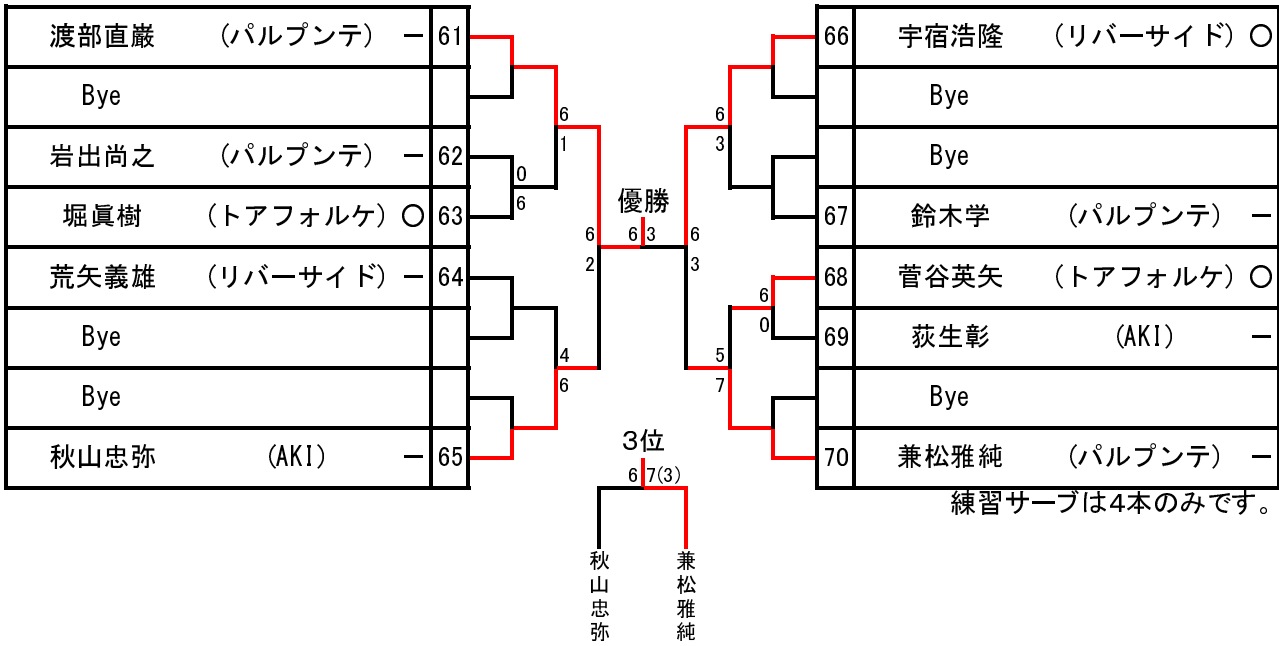 渡部直巌 (パルプンテ) － 61
Bye
岩出尚之 (パルプンテ) － 62
堀眞樹 (トアフォルケ) ○ 63
荒矢義雄 (リバーサイド) － 64
Bye
Bye
秋山忠弥 (AKI) － 65
6
1
0
6
6
2
4
6
優勝
6 3
3位
6 7(3)
秋山忠弥
兼松雅純
6
3
6
3
6
0
5
7
66 宇宿浩隆 (リバーサイド) ○
Bye
Bye
67 鈴木学 (パルプンテ) －
68 菅谷英矢 (トアフォルケ) ○
69 荻生彰 (AKI) －
Bye
70 兼松雅純 (パルプンテ) －
練習サーブは4本のみです。